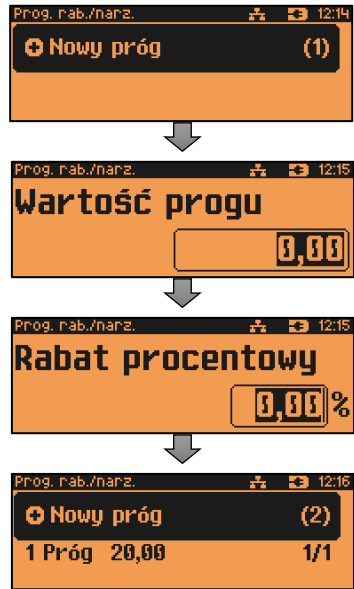 Prog. rab./narz. 12:14
Nowy próg (1)
Prog. rab./narz. 12:15
Wartość progu
0,00
Prog. rab./narz. 12:15
Rabat procentowy
0,00%
Prog. rab./narz. 12:16
Nowy próg (2)
1 Próg 20,00 1/1